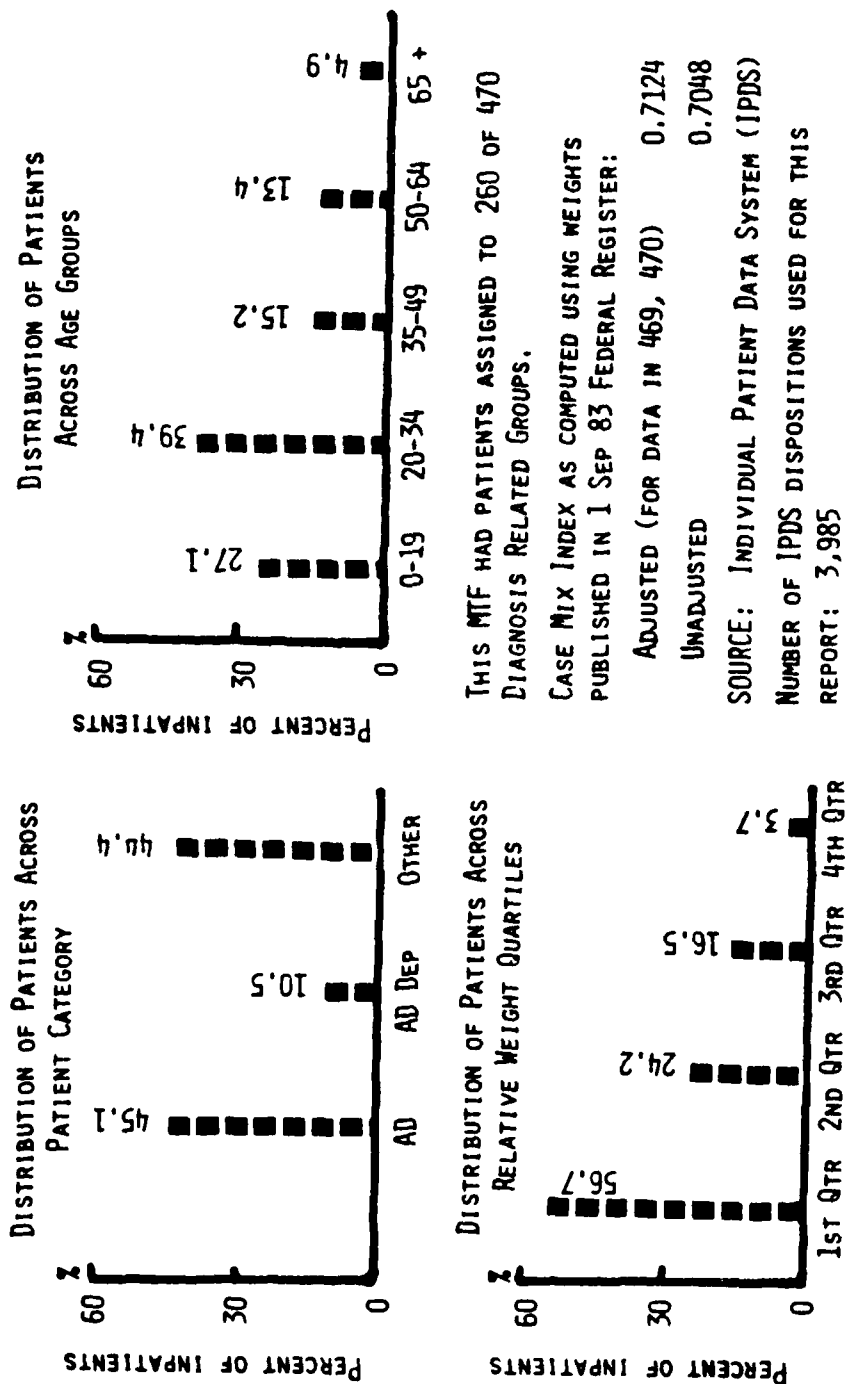 DISTRIBUTION OF PATIENTS ACROSS
PATIENT CATEGORY
PERCENT OF INPATIENTS
%
60
30
0
45.1
10.5
44.4
AD
AD DEP
OTHER
DISTRIBUTION OF PATIENTS
ACROSS AGE GROUPS
PERCENT OF INPATIENTS
%
60
30
0
27.1
39.4
15.2
13.4
4.9
0-19
20-34
35-49
50-64
65 +
DISTRIBUTION OF PATIENTS ACROSS
RELATIVE WEIGHT QUARTILES
PERCENT OF INPATIENTS
%
60
30
0
56.7
24.2
16.5
3.7
1ST QTR
2ND QTR
3RD QTR
4TH QTR
THIS MTF HAD PATIENTS ASSIGNED TO 260 OF 470
DIAGNOSIS RELATED GROUPS.
CASE MIX INDEX AS COMPUTED USING WEIGHTS
PUBLISHED IN 1 SEP 83 FEDERAL REGISTER:
ADJUSTED (FOR DATA IN 469, 470) 0.7124
UNADJUSTED 0.7048
SOURCE: INDIVIDUAL PATIENT DATA SYSTEM (IPDS)
NUMBER OF IPDS DISPOSITIONS USED FOR THIS
REPORT: 3,985